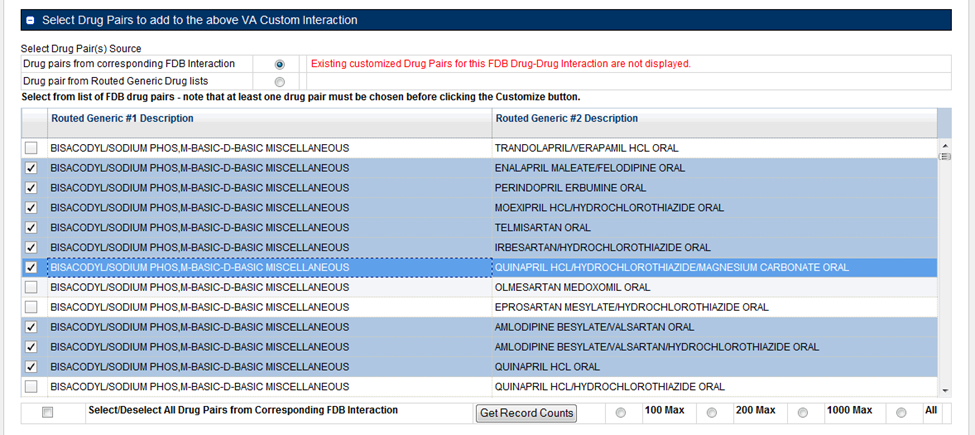 Select Drug Pairs to add to the above VA Custom Interaction
Select Drug Pair(s) Source
Drug pairs from corresponding FDB Interaction Existing customized Drug Pairs for this FDB Drug-Drug Interaction are not displayed.
Drug pair from Routed Generic Drug lists
Select from list of FDB drug pairs - note that at least one drug pair must be chosen before clicking the Customize button.
Routed Generic #1 Description Routed Generic #2 Description
BISACODYL/SODIUM PHOS,M-BASIC-D-BASIC MISCELLANEOUS TRANDOLAPRIL/VERAPAMIL HCL ORAL
BISACODYL/SODIUM PHOS,M-BASIC-D-BASIC MISCELLANEOUS ENALAPRIL MALEATE/FELODIPINE ORAL
BISACODYL/SODIUM PHOS,M-BASIC-D-BASIC MISCELLANEOUS PERINDOPRIL ERBUMINE ORAL
BISACODYL/SODIUM PHOS,M-BASIC-D-BASIC MISCELLANEOUS MOEXIPRIL HCL/HYDROCHLOROTHIAZIDE ORAL
BISACODYL/SODIUM PHOS,M-BASIC-D-BASIC MISCELLANEOUS TELMISARTAN ORAL
BISACODYL/SODIUM PHOS,M-BASIC-D-BASIC MISCELLANEOUS IRBESARTAN/HYDROCHLOROTHIAZIDE ORAL
BISACODYL/SODIUM PHOS,M-BASIC-D-BASIC MISCELLANEOUS QUINAPRIL HCL/HYDROCHLOROTHIAZIDE/MAGNESIUM CARBONATE ORAL
BISACODYL/SODIUM PHOS,M-BASIC-D-BASIC MISCELLANEOUS OLMESARTAN MEDOXOMIL ORAL
BISACODYL/SODIUM PHOS,M-BASIC-D-BASIC MISCELLANEOUS EPROSARTAN MESYLATE/HYDROCHLOROTHIAZIDE ORAL
BISACODYL/SODIUM PHOS,M-BASIC-D-BASIC MISCELLANEOUS AMLODIPINE BESYLATE/VALSARTAN ORAL
BISACODYL/SODIUM PHOS,M-BASIC-D-BASIC MISCELLANEOUS AMLODIPINE BESYLATE/VALSARTAN/HYDROCHLOROTHIAZIDE ORAL
BISACODYL/SODIUM PHOS,M-BASIC-D-BASIC MISCELLANEOUS QUINAPRIL HCL ORAL
BISACODYL/SODIUM PHOS,M-BASIC-D-BASIC MISCELLANEOUS QUINAPRIL HCL/HYDROCHLOROTHIAZIDE ORAL
Select/Deselect All Drug Pairs from Corresponding FDB Interaction Get Record Counts 100 Max 200 Max 1000 Max All